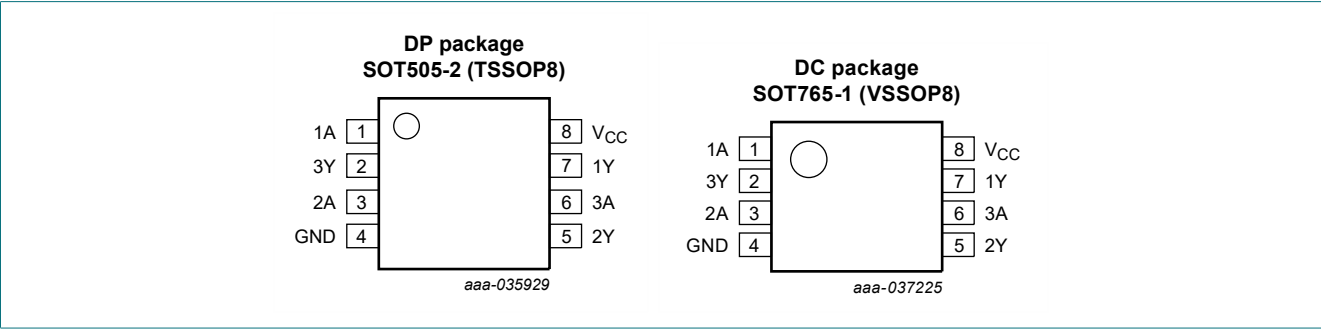 DP package
SOT505-2 (TSSOP8)
1A 1 8 VCC
3Y 2 7 1Y
2A 3 6 3A
GND 4 5 2Y
aaa-035929
DC package
SOT765-1 (VSSOP8)
1A 1 8 VCC
3Y 2 7 1Y
2A 3 6 3A
GND 4 5 2Y
aaa-037225